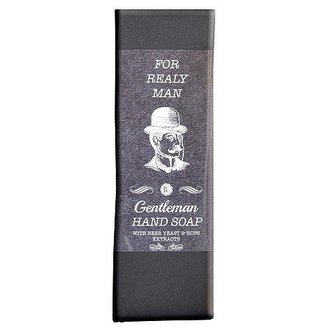 FOR
REALY
MAN
Gentleman
HAND SOAP
WITH BEER YEAST & HOPS
EXTRACTS